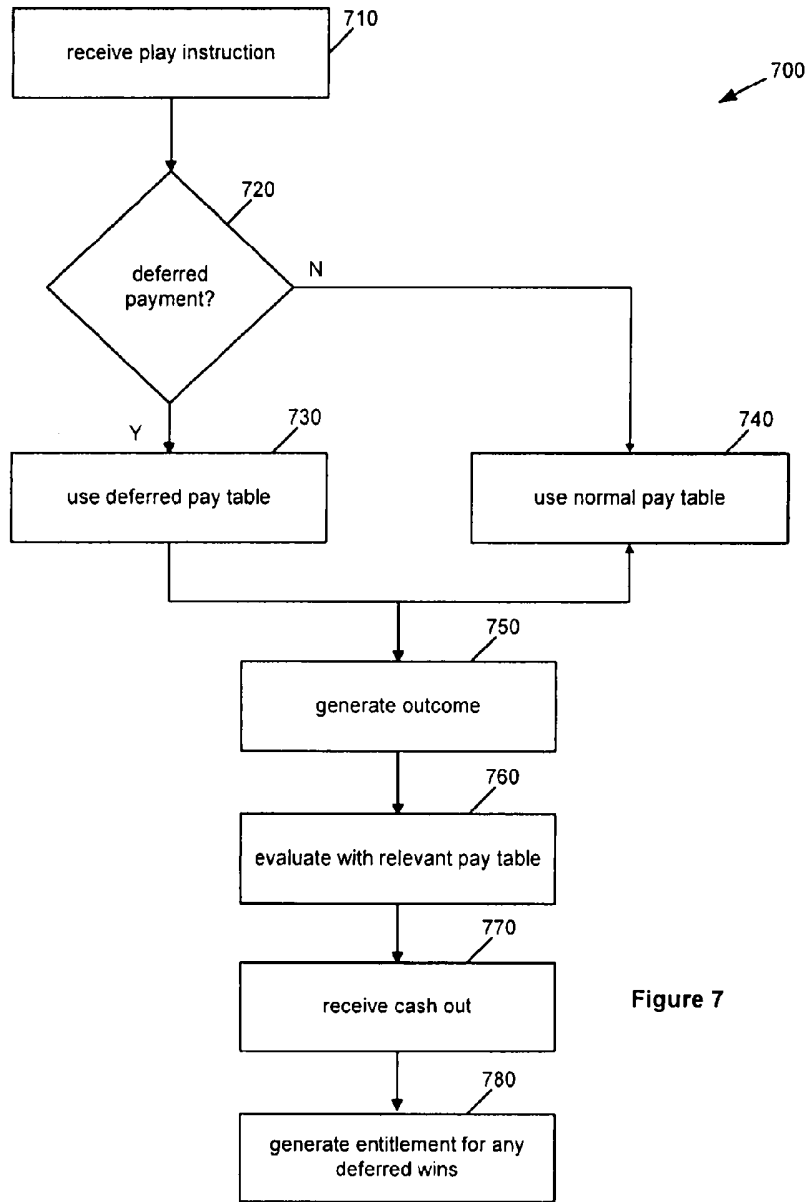 710
receive play instruction
700
720
deferred
payment?
N
Y
730
740
use deferred pay table
use normal pay table
750
generate outcome
760
evaluate with relevant pay table
770
receive cash out
Figure 7
780
generate entitlement for any
deferred wins